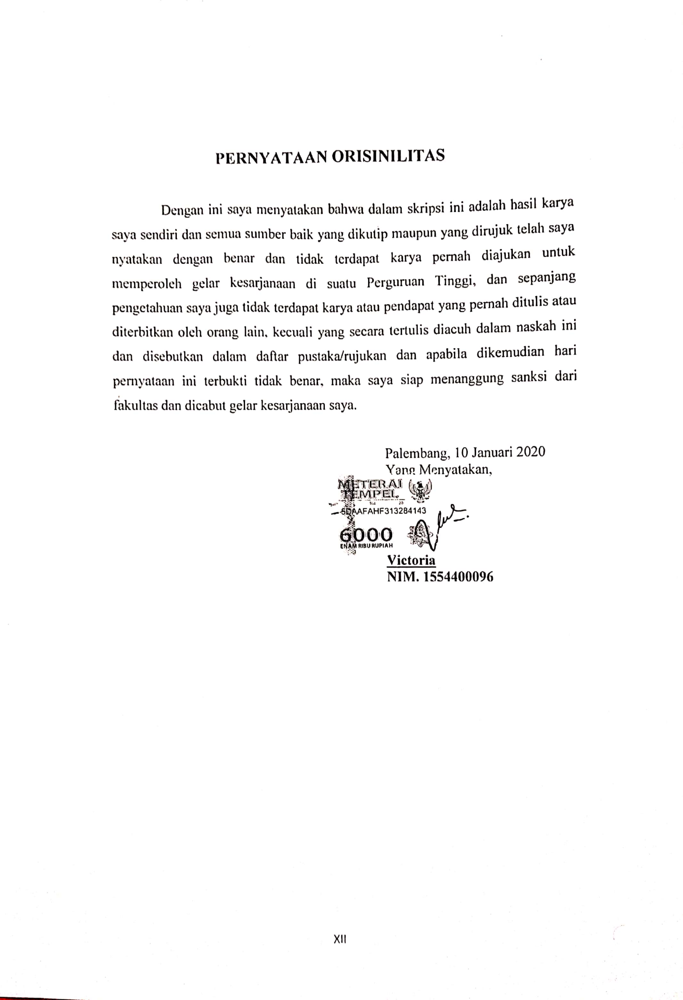 PERNYATAAN ORISINILITAS
Dengan ini saya menyatakan bahwa dalam skripsi ini adalah hasil karya
saya sendiri dan semua sumber baik yang dikutip maupun yang dirujuk telah saya
nyatakan dengan benar dan tidak terdapat karya pernah diajukan untuk
memperoleh gelar kesarjanaan di suatu Perguruan Tinggi, dan sepanjang
pengetahuan saya juga tidak terdapat karya atau pendapat yang pernah ditulis atau
diterbitkan oleh orang lain, kecuali yang secara tertulis diacuh dalam naskah ini
dan disebutkan dalam daftar pustaka/rujukan dan apabila dikemudian hari
pernyataan ini terbukti tidak benar, maka saya siap menanggung sanksi dari
fakultas dan dicabut gelar kesarjanaan saya.
Palembang, 10 Januari 2020
Yang Menyatakan,
METERAI
TEMPEL
20
5DAAFAHF313284143
6000
ENAM RIBU RUPIAH
Victoria
NIM. 1554400096
XII